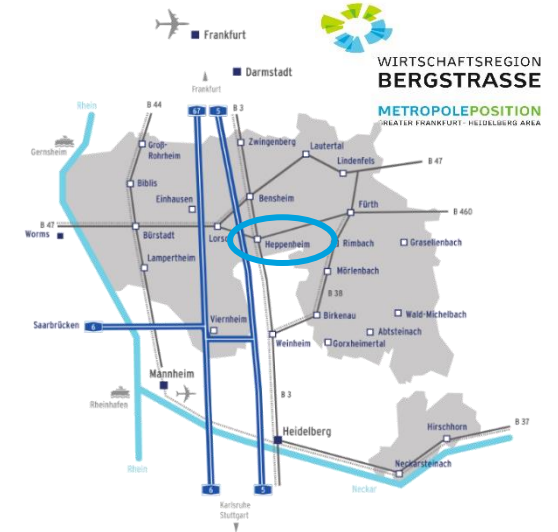 Frankfurt
WIRTSCHAFTSREGION
BERGSTRASSE
METROPOLEPOSITION
GREATER FRANKFURT - HEIDELBERG AREA
Darmstadt
Frankfurt
Rhein
B 44
67
5
B 3
Gernsheim
Groß-
Rohrheim
Zwingenberg
Lautertal
Lindenfels
B 47
Biblis
Einhausen
Bensheim
Fürth
B 460
B 47
Worms
Bürstadt
Lorsc
Heppenheim
Rimbach
Grasellenbach
Lampertheim
Mörlenbach
B 38
Saarbrücken
6
Viernheim
Birkenau
Wald-Michelbach
Abtsteinach
Weinheim
Gorxheimertal
Mannheim
Rheinhafen
B 3
Heidelberg
Hirschhorn
B 37
Rhein
Neckarsteinach
Neckar
6
5
Karlsruhe
Stuttgart